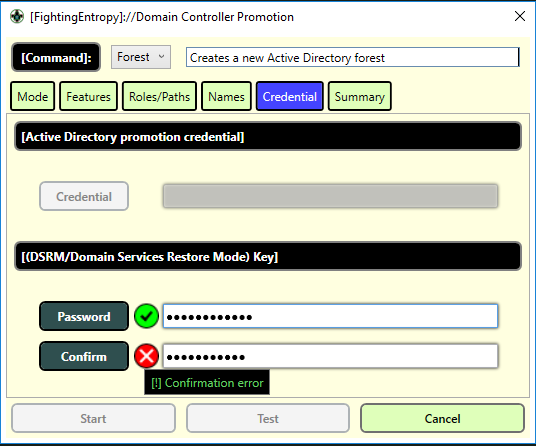 [FightingEntropy]://Domain Controller Promotion
[Command]: Forest Creates a new Active Directory forest
Mode Features Roles/Paths Names Credential Summary
[Active Directory promotion credential]
Credential
[(DSRM/Domain Services Restore Mode) Key]
Password ●●●●●●●●●●●●
Confirm ●●●●●●●●●●●
[!] Confirmation error
Start Test Cancel